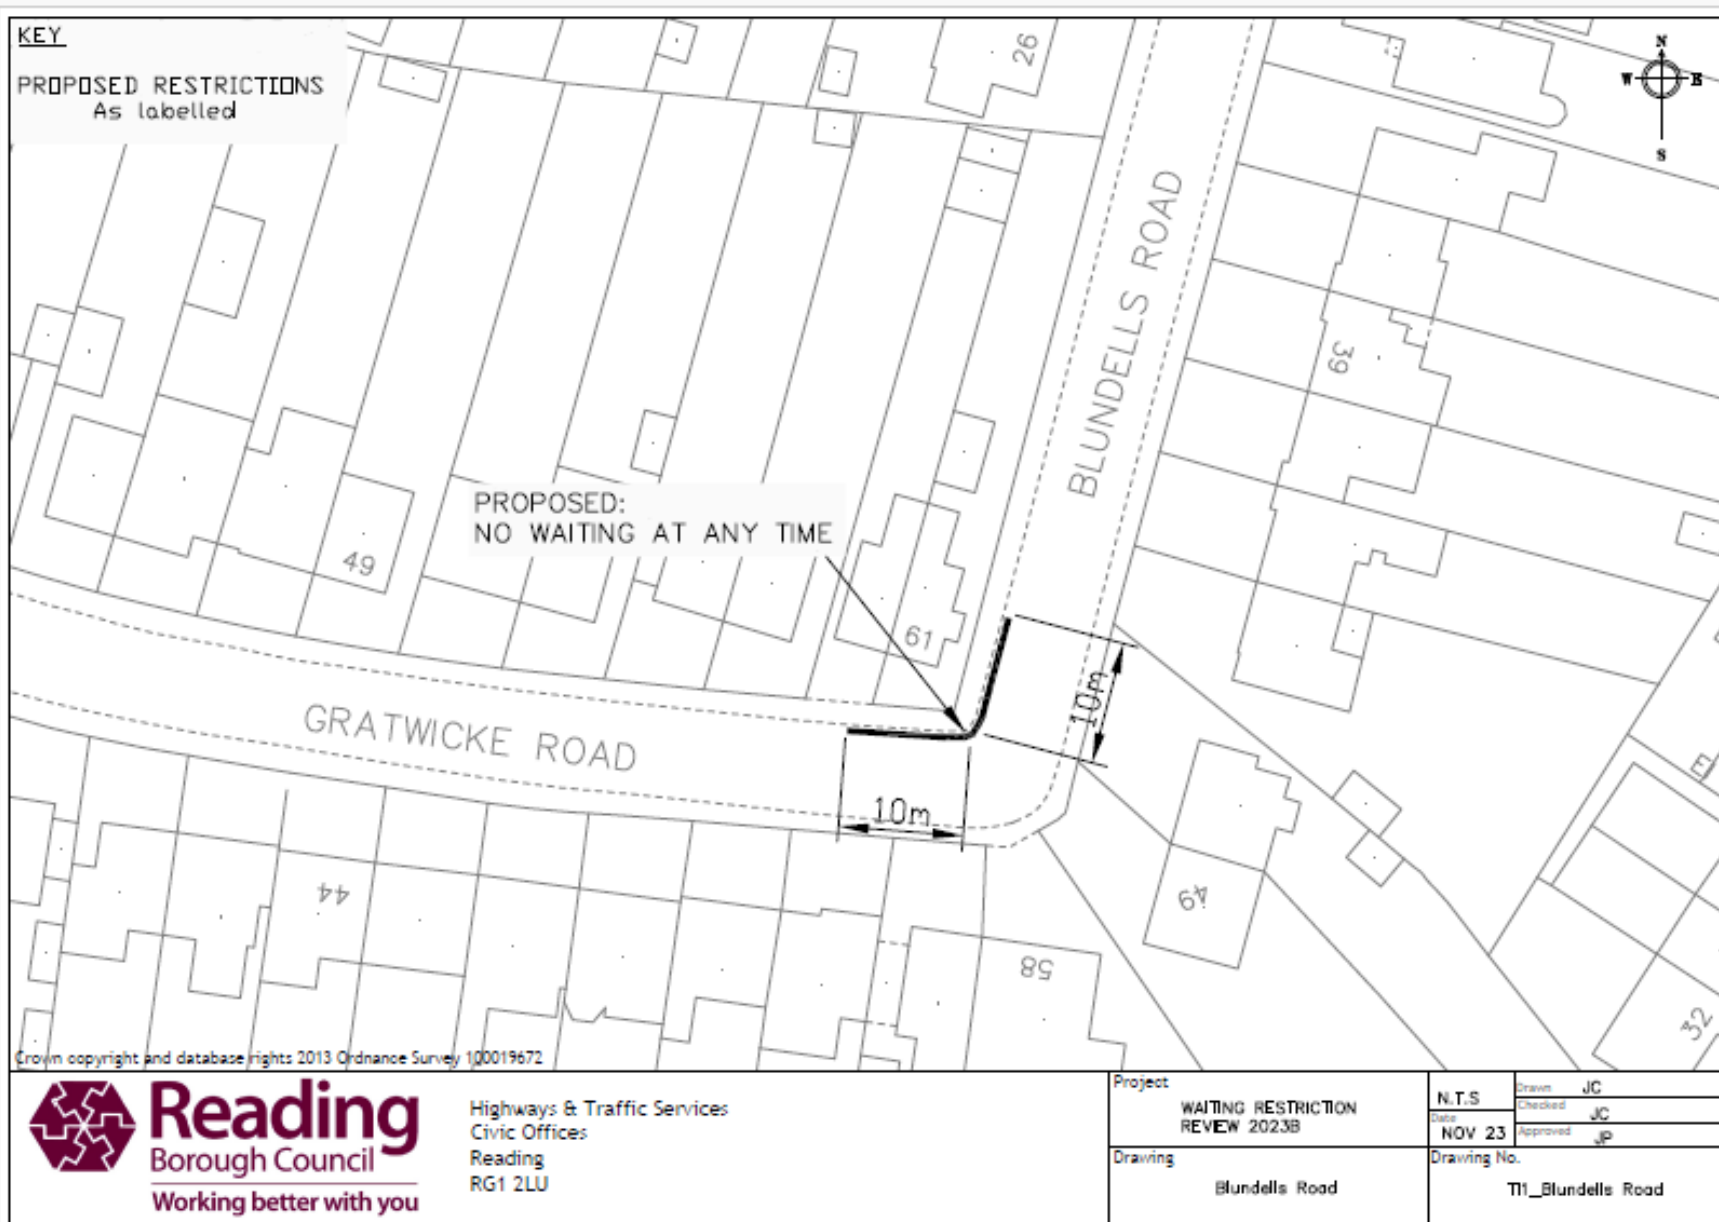 KEY
PROPOSED RESTRICTIONS
As labelled
N
W E
S
26
BLUNDELLS ROAD
39
PROPOSED:
NO WAITING AT ANY TIME
49
61
10m
GRATWICKE ROAD
10m
44
49
58
El
32
Crown copyright and database rights 2013 Ordnance Survey 100019672
Reading
Borough Council
Working better with you
Highways & Traffic Services
Civic Offices
Reading
RG1 2LU
Project
WAITING RESTRICTION
REVIEW 2023B
N.T.S
Date
NOV 23
Drawn JC
Checked JC
Approved JP
Drawing
Blundells Road
Drawing No.
TI1_Blundells Road